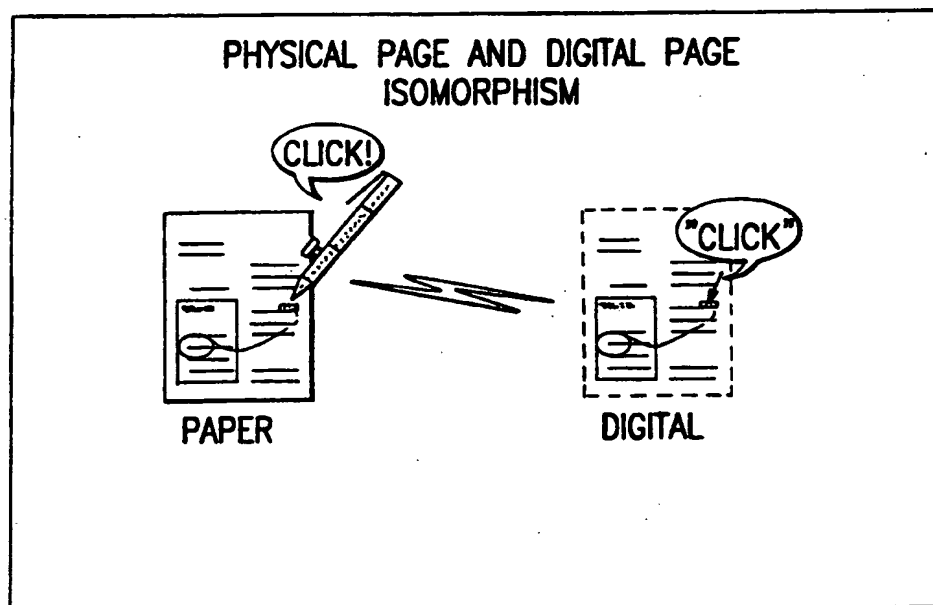 PHYSICAL PAGE AND DIGITAL PAGE
ISOMORPHISM
CLICK!
"CLICK"
PAPER
DIGITAL